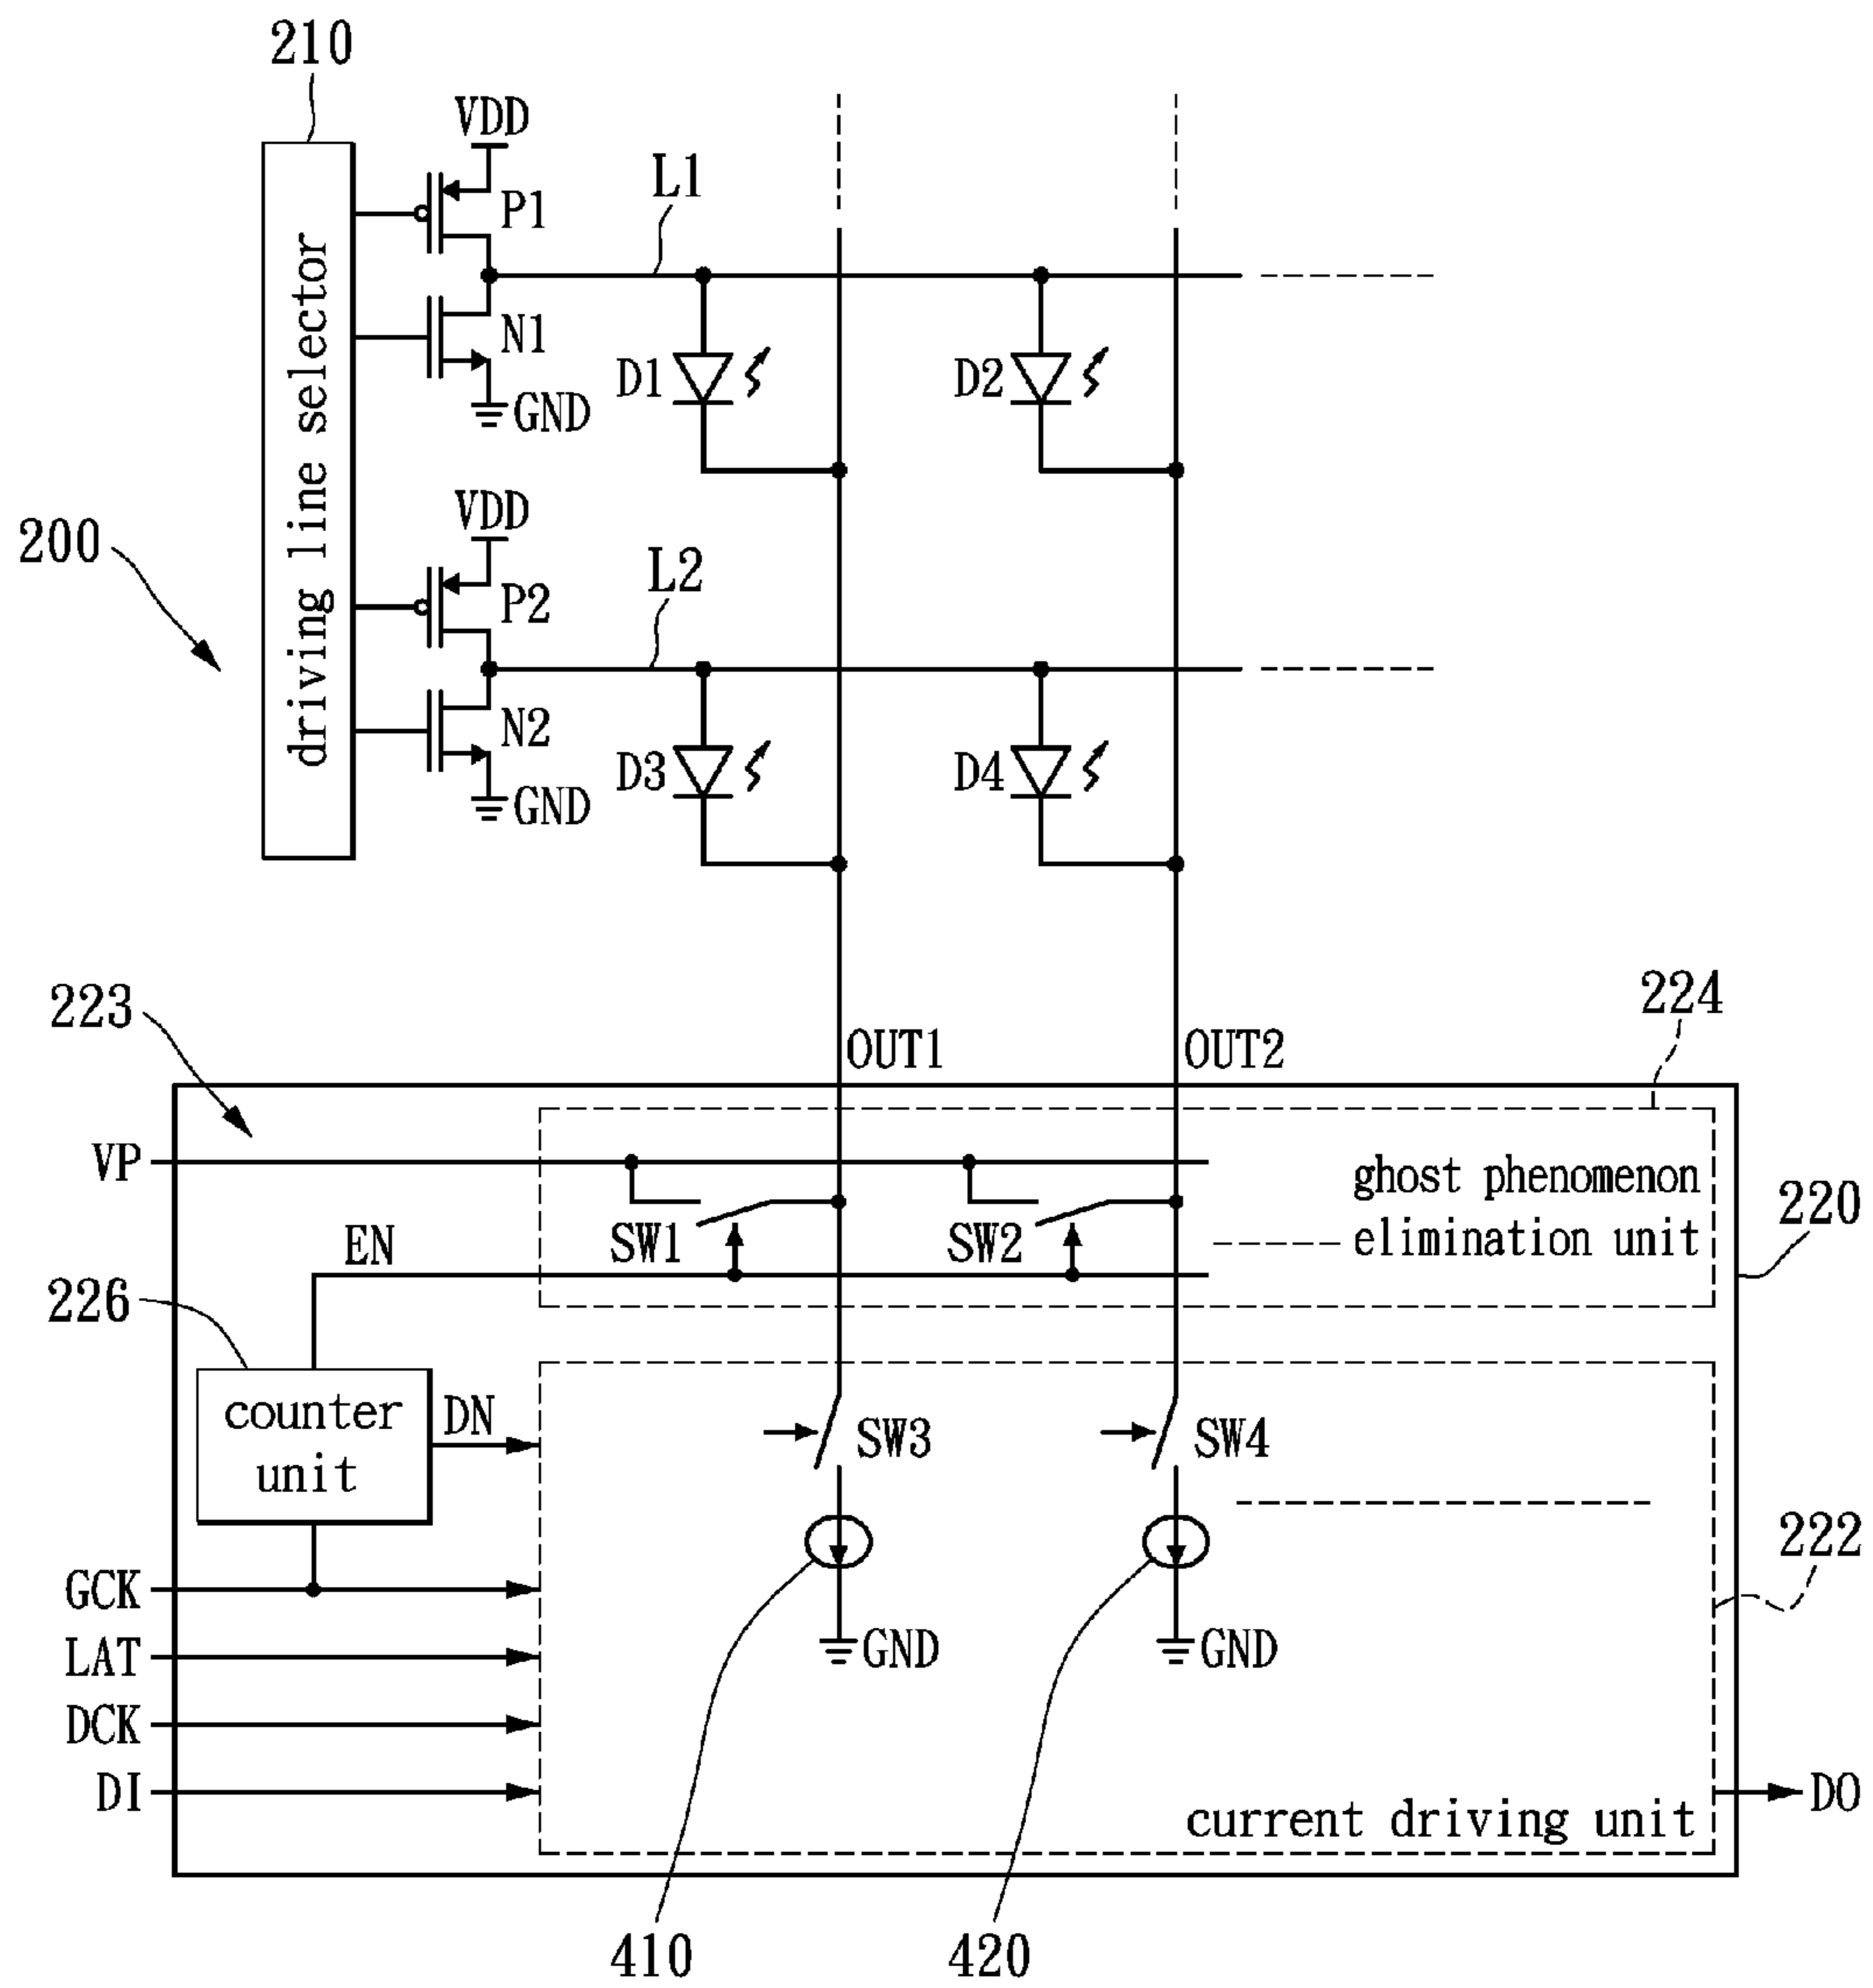 210
VDD
P1
L1
N1
D1
D2
GND
driving line selector
200
VDD
P2
L2
N2
D3
D4
GND
223
224
OUT1
OUT2
VP
ghost phenomenon
elimination unit
220
SW1
SW2
EN
226
counter
unit
DN
SW3
SW4
222
GCK
GND
GND
LAT
DCK
DI
current driving unit
DO
410
420